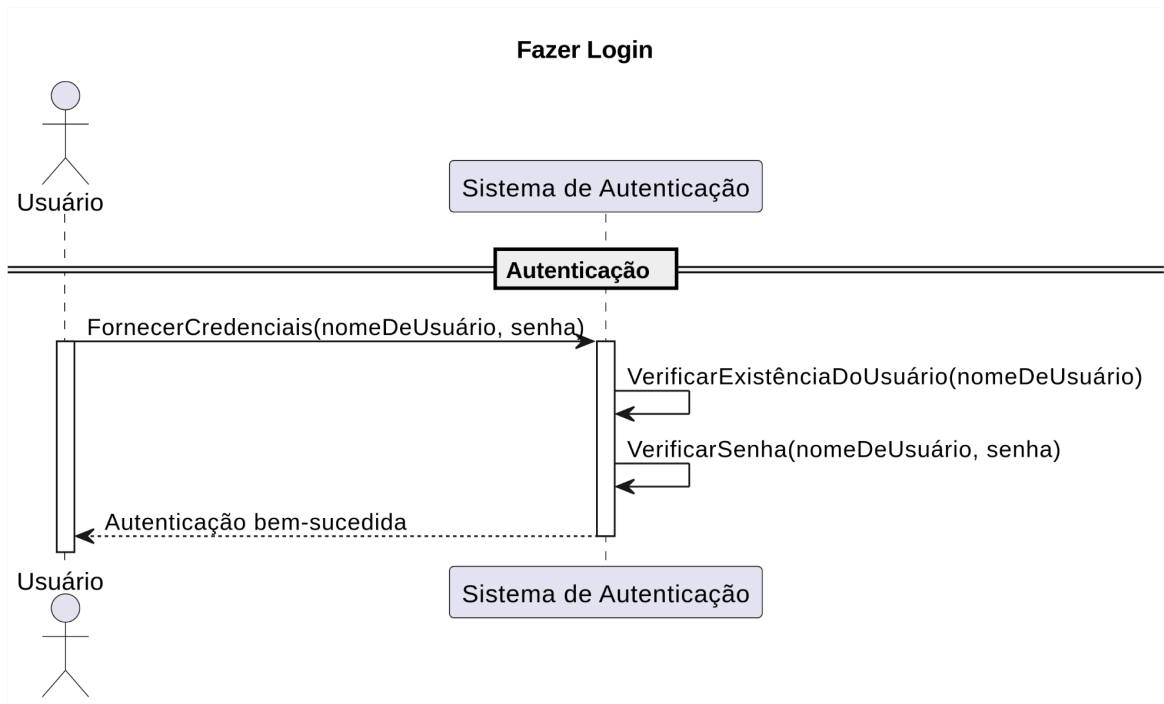 Fazer Login
Usuário
Sistema de Autenticação
Autenticação
FornecerCredenciais(nomeDeUsuário, senha)
VerificarExistênciaDoUsuário(nomeDeUsuário)
VerificarSenha(nomeDeUsuário, senha)
Autenticação bem-sucedida
Usuário
Sistema de Autenticação